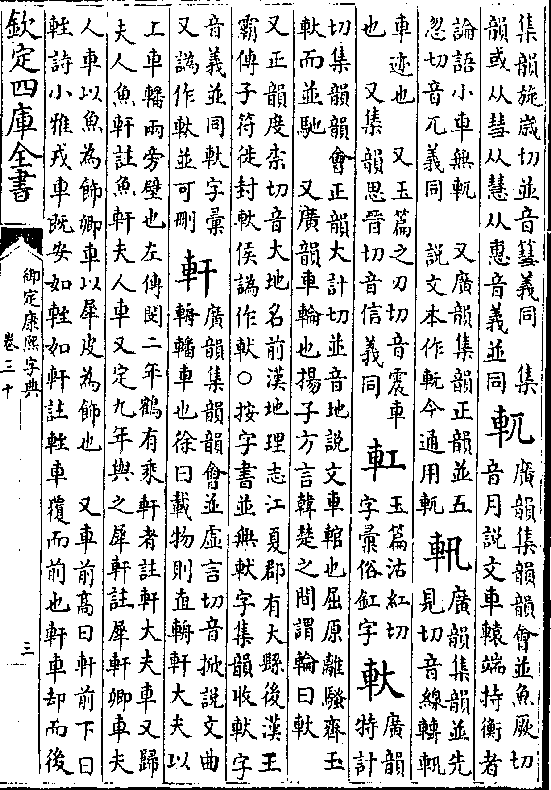 集韻旋歲切並音篲義同　集
韻或从彗从慧从惠音義並同
軏
廣韻集韻韻會並魚厥切
音月說文車轅端持衡者
論語小車無軏　又廣韻集韻正韻並五
忽切音兀義同　說文本作軏今通用軏
軐
廣韻集韻並先
見切音線轉軐
車迹也　又玉篇之刃切音震車
也　又集韻思晉切音信義同
𨊧
玉篇沽紅切
字彙俗釭字
軑
廣韻
特計
切集韻韻會正韻大計切並音地說文車輨也屈原離騷齊玉
軑而並馳　又廣韻車輪也揚子方言韓楚之間謂輪曰軑
又正韻度柰切音大地名前漢地理志江夏郡有大縣後漢王
霸傳子符徙封軑侯譌作軑○按字書並無軑字集韻收軑字
音義並同軑字彙
又譌作軑並可刪
軒
廣韻集韻韻會並虛言切音掀說文曲
輈轓車也徐曰載物則直輈軒大夫以
上車轓兩旁壁也左傳閔二年鶴有乘軒者註軒大夫車又歸
夫人魚軒註魚軒夫人車又定九年與之犀軒註犀軒卿車夫
人車以魚為飾卿車以犀皮為飾也　又車前高曰軒前下曰
輊詩小雅戎車既安如輊如軒註輊車覆而前也軒車却而後
欽定四庫全書
御定康熙字典
卷三十
三